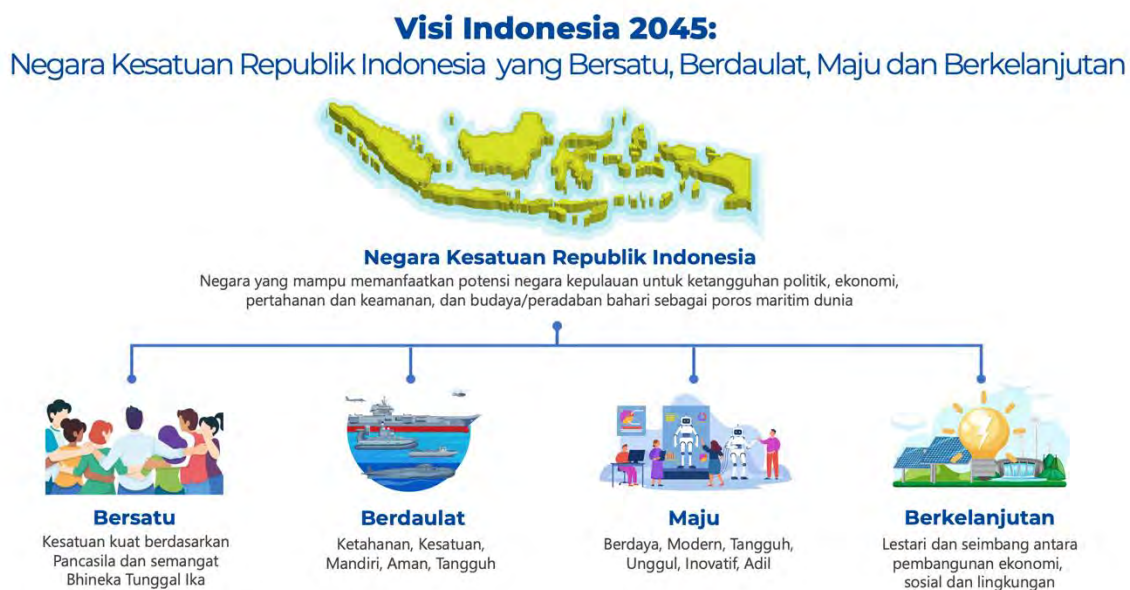 Visi Indonesia 2045:
Negara Kesatuan Republik Indonesia yang Bersatu, Berdaulat, Maju dan Berkelanjutan
Negara Kesatuan Republik Indonesia
Negara yang mampu memanfaatkan potensi negara kepulauan untuk ketangguhan politik, ekonomi,
pertahanan dan keamanan, dan budaya/peradaban bahari sebagai poros maritim dunia
Bersatu
Kesatuan kuat berdasarkan
Pancasila dan semangat
Bhineka Tunggal Ika
Berdaulat
Ketahanan, Kesatuan,
Mandiri, Aman, Tangguh
Maju
Berdaya, Modern, Tangguh,
Unggul, Inovatif, Adil
Berkelanjutan
Lestari dan seimbang antara
pembangunan ekonomi,
sosial dan lingkungan